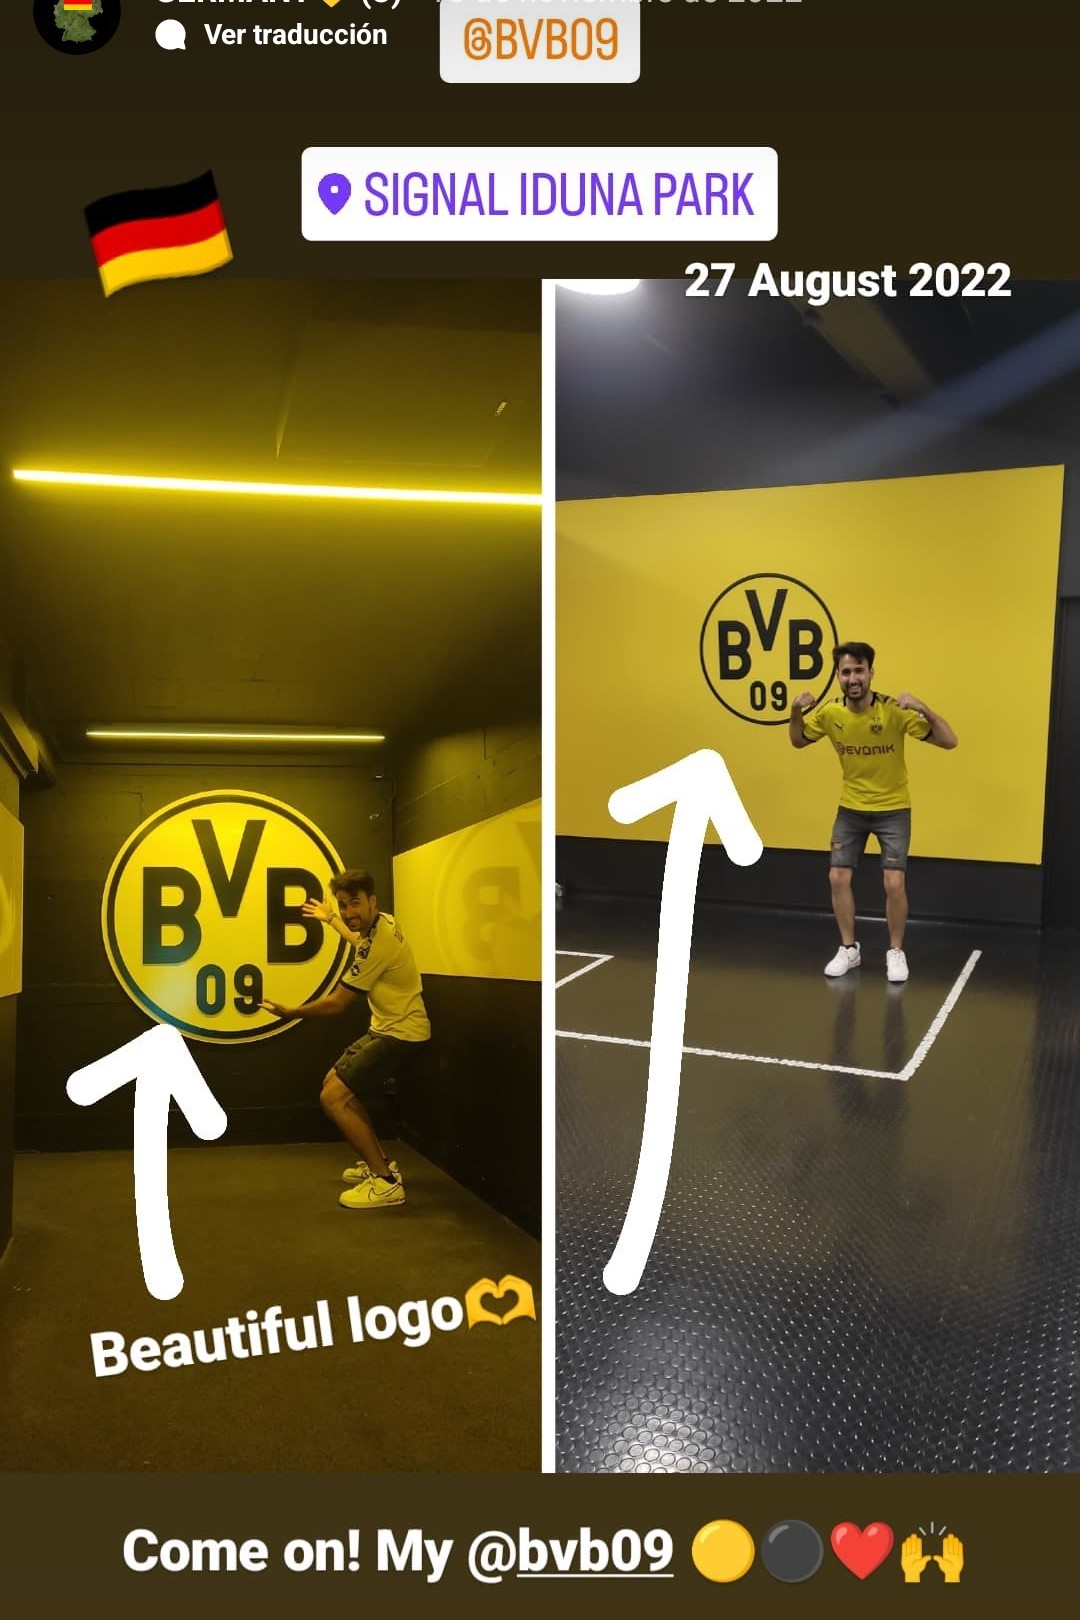 Ver traducción
@BVB09
SIGNAL IDUNA PARK
27 August 2022
BVB
09
BVB
09
EVONIK
Beautiful logo
Come on! My @bvb09